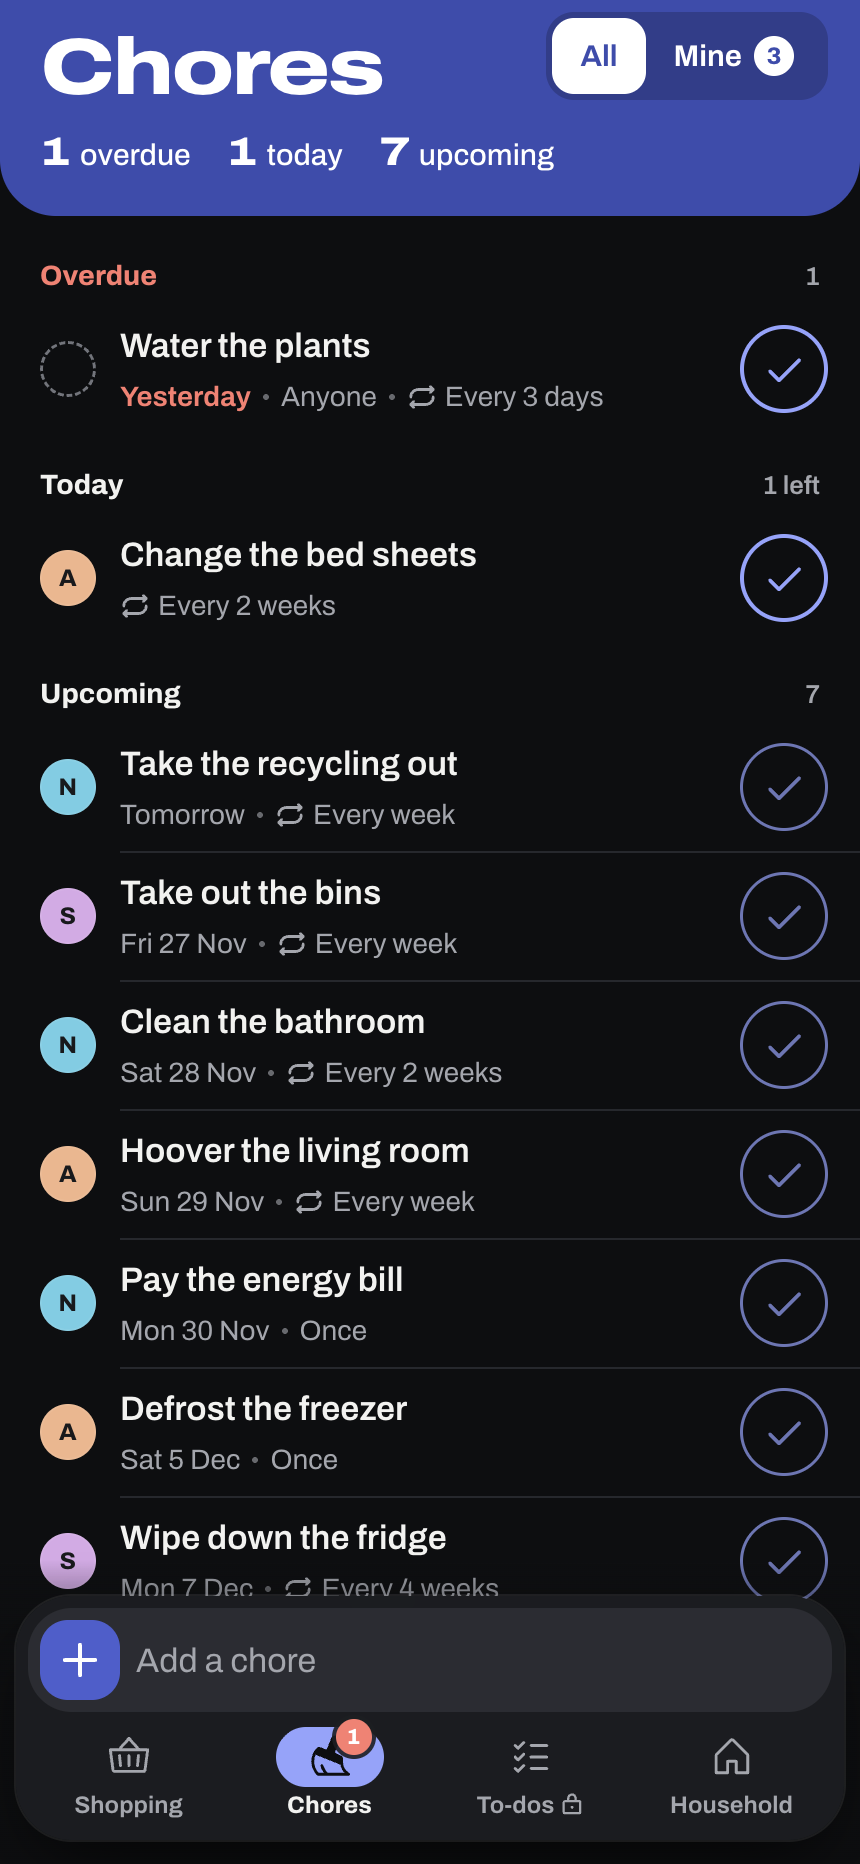 Chores
All
Mine 3
1 overdue 1 today 7 upcoming
Overdue 1
Water the plants
Yesterday • Anyone • Every 3 days
Today 1 left
A
Change the bed sheets
Every 2 weeks
Upcoming 7
N
Take the recycling out
Tomorrow • Every week
S
Take out the bins
Fri 27 Nov • Every week
N
Clean the bathroom
Sat 28 Nov • Every 2 weeks
A
Hoover the living room
Sun 29 Nov • Every week
N
Pay the energy bill
Mon 30 Nov • Once
A
Defrost the freezer
Sat 5 Dec • Once
S
Wipe down the fridge
Mon 7 Dec • Every 4 weeks
Add a chore
1
Shopping Chores To-dos Household